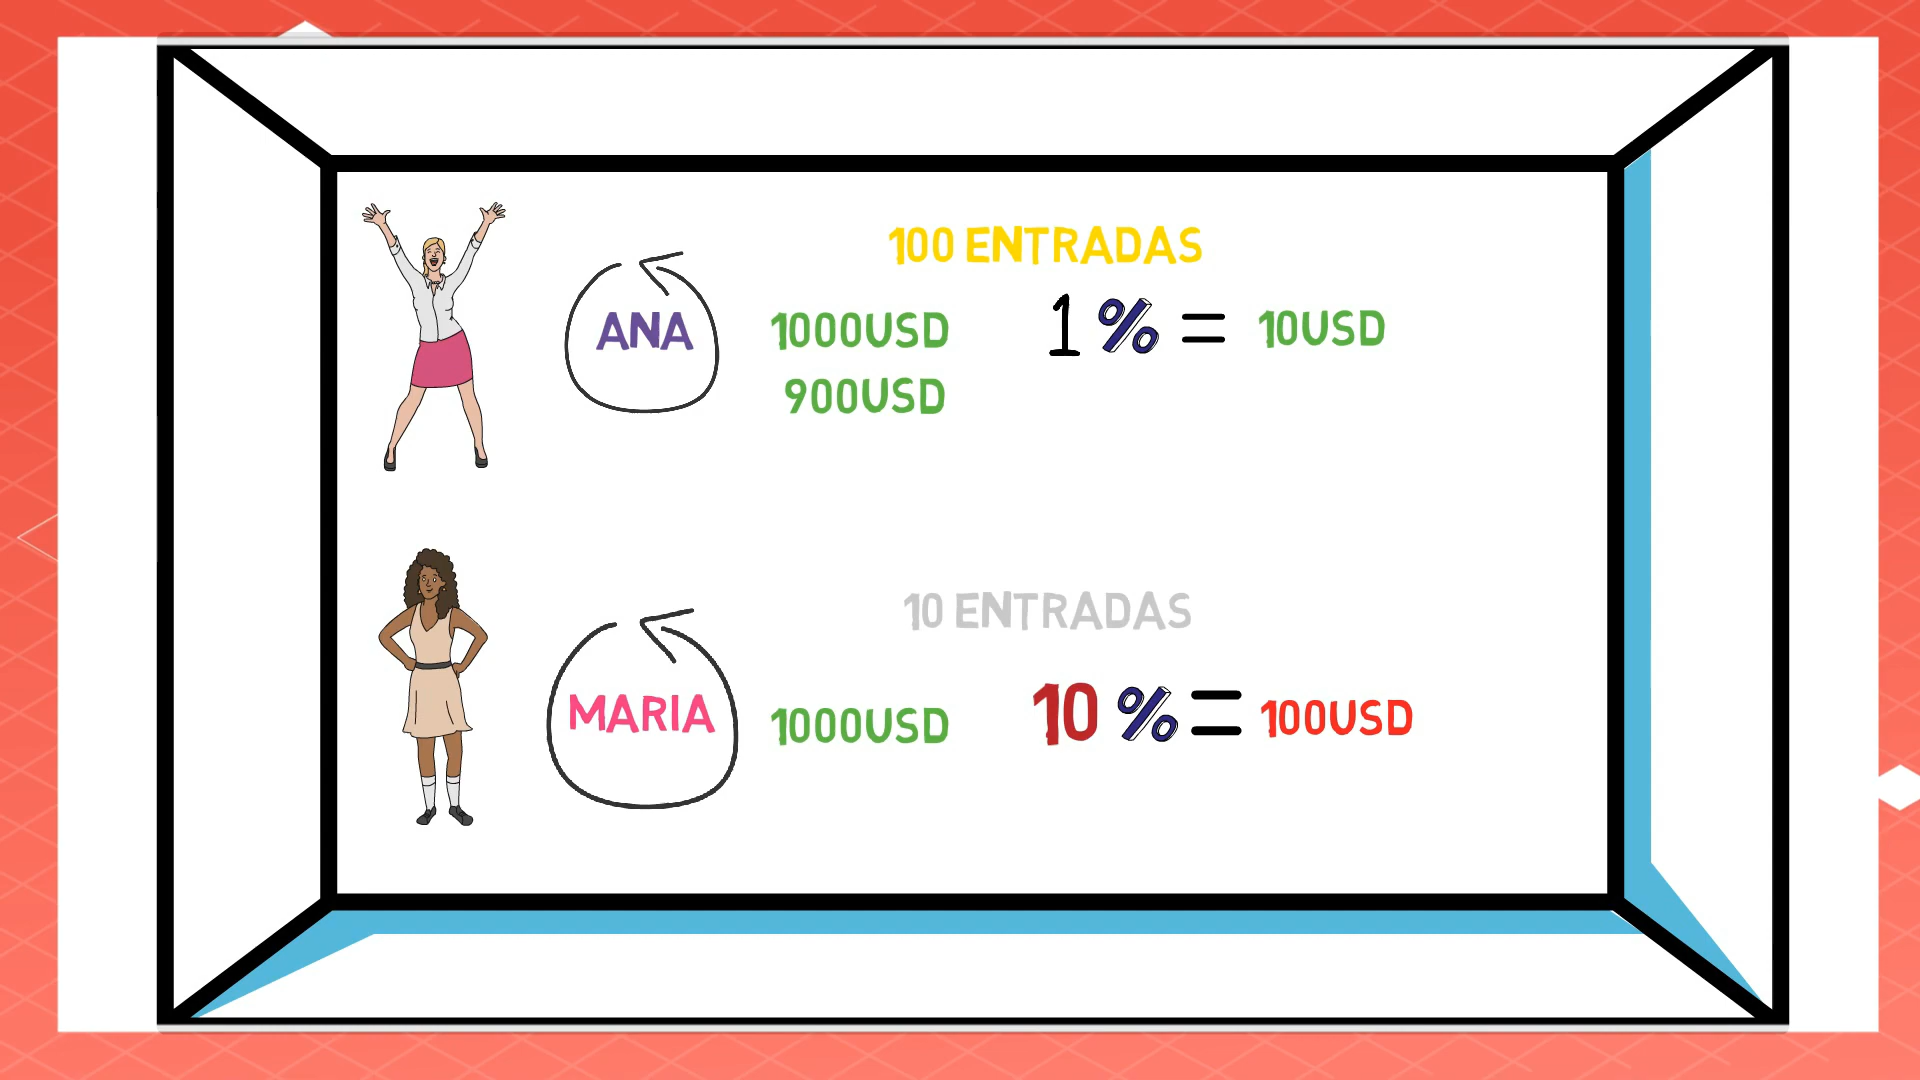 100 ENTRADAS
ANA
1000USD
1 % = 10USD
900USD
10 ENTRADAS
MARIA
1000USD
10 % = 100USD